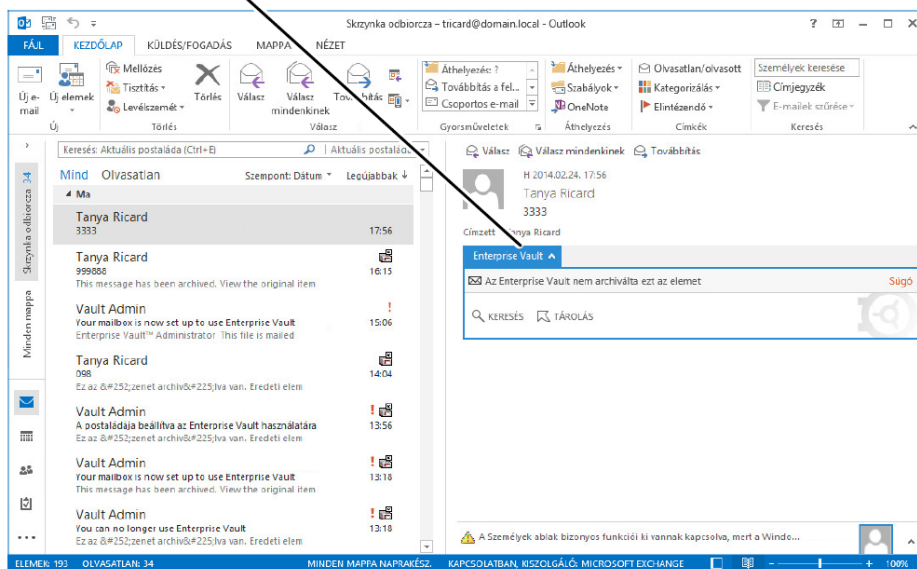 Skrzynka odbiorcza – tricard@domain.local - Outlook
FÁJL KEZDŐLAP KÜLDÉS/FOGADÁS MAPPA NÉZET
Új e-mail
Új elemek
Mellőzés
Tisztítás
Levélszemét
Törlés
Válasz
Válasz mindenkinek
Továbbítás
Áthelyezés: ?
Továbbítás a fel...
Csoportos e-mail
Áthelyezés
Szabályok
OneNote
Olvasatlan/olvasott
Kategorizálás
Elintézendő
Személyek keresése
Címjegyzék
E-mailek szűrése
Új Törlés Válasz Gyorsműveletek Áthelyezés Címkék Keresés
Skrzynka odbiorcza 34
Minden mappa
Keresés: Aktuális postaláda (Ctrl+E) Aktuális postaláda
Mind Olvasatlan Szempont: Dátum Legújabbak ↓
Ma
Tanya Ricard
3333 17:56
Tanya Ricard
999888 16:15
This message has been archived. View the original item
Vault Admin !
Your mailbox is now set up to use Enterprise Vault 15:06
Enterprise Vault™ Administrator This file is mailed
Tanya Ricard
098 14:04
Ez az &#252;zenet archiv&#225;lva van. Eredeti elem
Vault Admin !
A postaládája beállítva az Enterprise Vault használatára 13:56
Ez az &#252;zenet archiv&#225;lva van. Eredeti elem
Vault Admin !
Your mailbox is now set up to use Enterprise Vault 13:18
This message has been archived. View the original item
Vault Admin !
You can no longer use Enterprise Vault 13:18
Ez az &#252;zenet archiv&#225;lva van. Eredeti elem
Válasz Válasz mindenkinek Továbbítás
H 2014.02.24. 17:56
Tanya Ricard
3333
Címzett Tanya Ricard
Enterprise Vault
Az Enterprise Vault nem archiválta ezt az elemet Súgó
KERESÉS TÁROLÁS
A Személyek ablak bizonyos funkciói ki vannak kapcsolva, mert a Windo...
ELEMEK: 193 OLVASATLAN: 34 MINDEN MAPPA NAPRAKÉSZ. KAPCSOLATBAN, KISZOLGÁLÓ: MICROSOFT EXCHANGE 100%